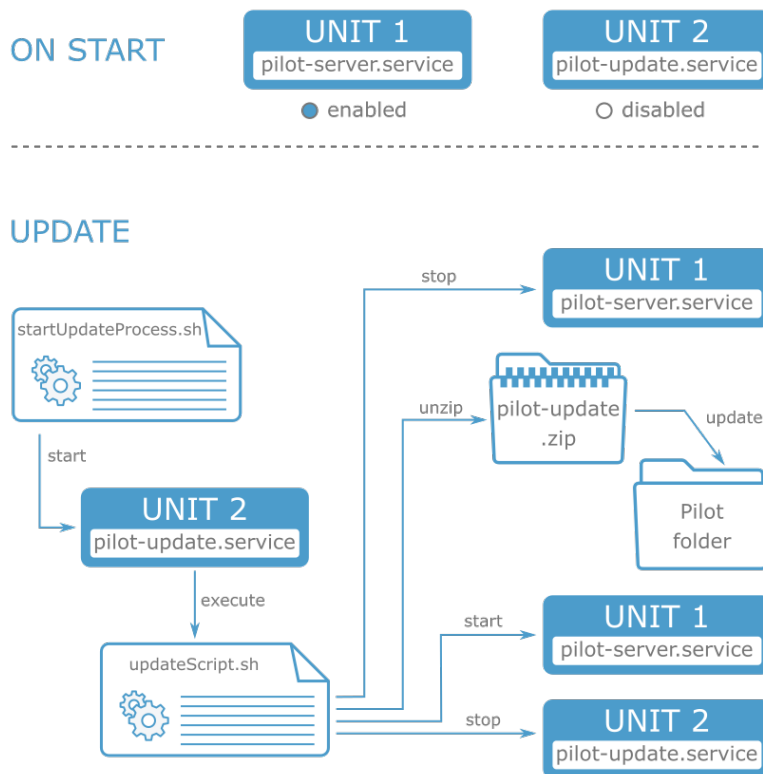 ON START
UNIT 1
pilot-server.service
enabled
UNIT 2
pilot-update.service
disabled
UPDATE
startUpdateProcess.sh
start
UNIT 2
pilot-update.service
execute
updateScript.sh
stop
UNIT 1
pilot-server.service
unzip
pilot-update
.zip
update
Pilot
folder
start
UNIT 1
pilot-server.service
stop
UNIT 2
pilot-update.service